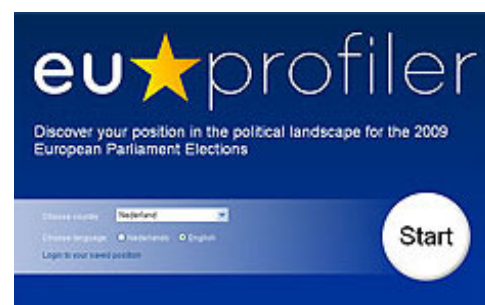 eu★profiler
Discover your position in the political landscape for the 2009
European Parliament Elections
Choose country Nederland
Choose language Nederlands English
Login to your saved position
Start